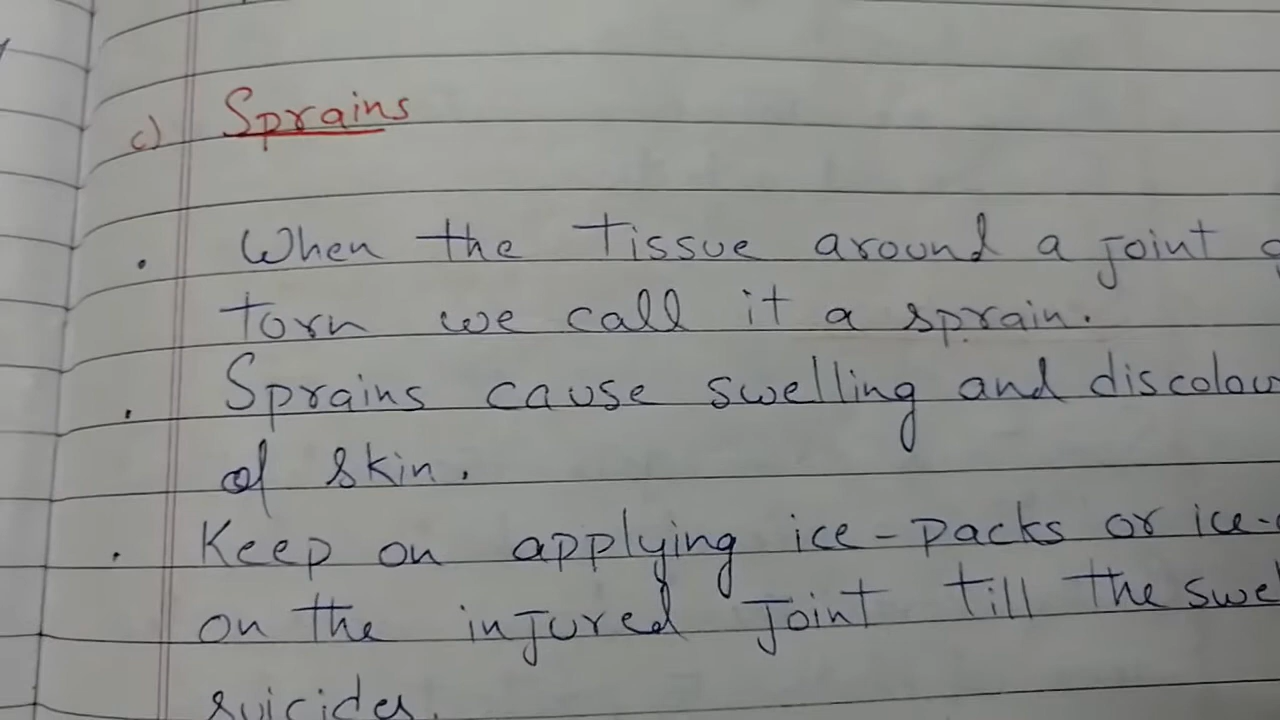 c) Sprains
. When the Tissue around a joint
torn we call it a sprain.
. Sprains cause swelling and discolou
of skin.
. Keep on applying ice-packs or ice-
on the injured joint till the swe
suicides.